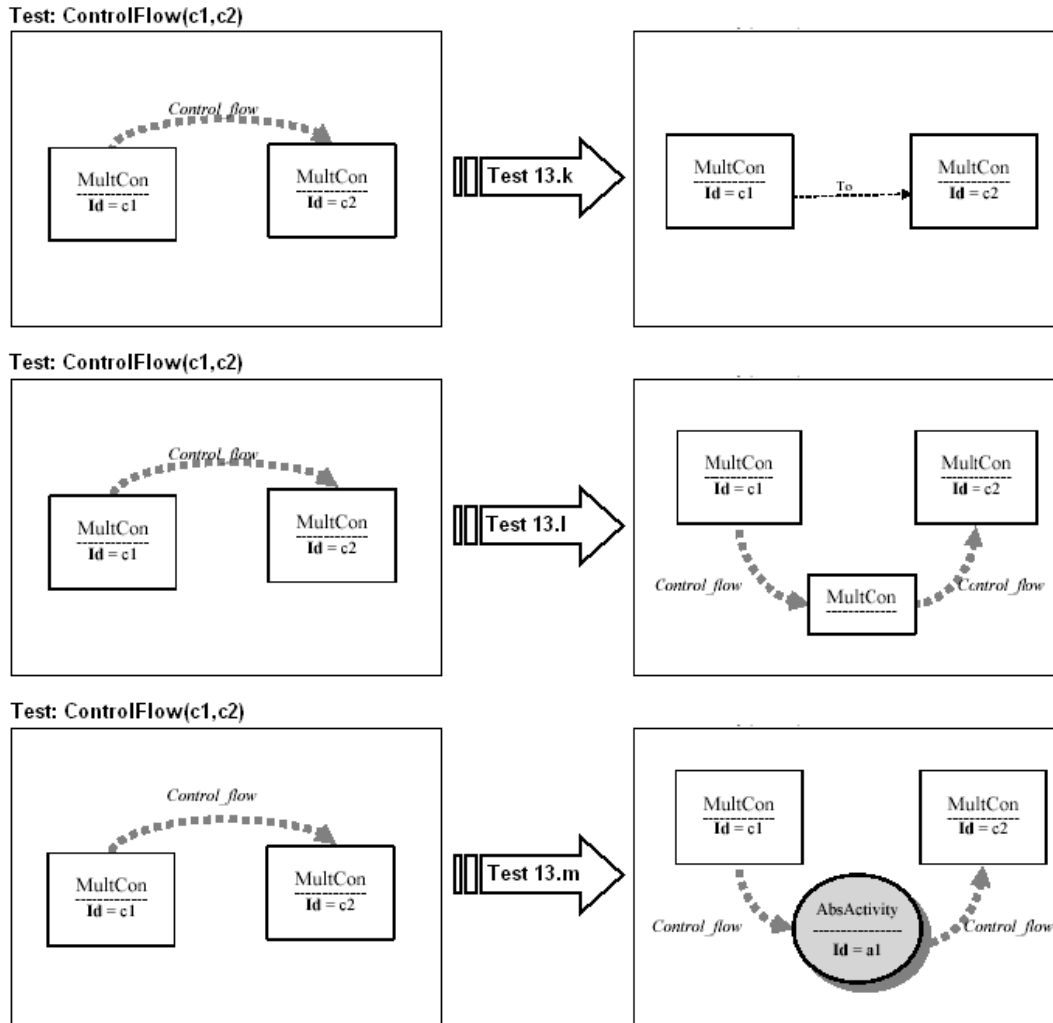 Test: ControlFlow(c1,c2)
Control_flow
MultCon
Id = c1
MultCon
Id = c2
Test 13.k
MultCon
Id = c1
To
MultCon
Id = c2
Test: ControlFlow(c1,c2)
Control_flow
MultCon
Id = c1
MultCon
Id = c2
Test 13.l
MultCon
Id = c1
MultCon
Id = c2
Control_flow
MultCon
Control_flow
Test: ControlFlow(c1,c2)
Control_flow
MultCon
Id = c1
MultCon
Id = c2
Test 13.m
MultCon
Id = c1
MultCon
Id = c2
Control_flow
AbsActivity
Id = a1
Control_flow